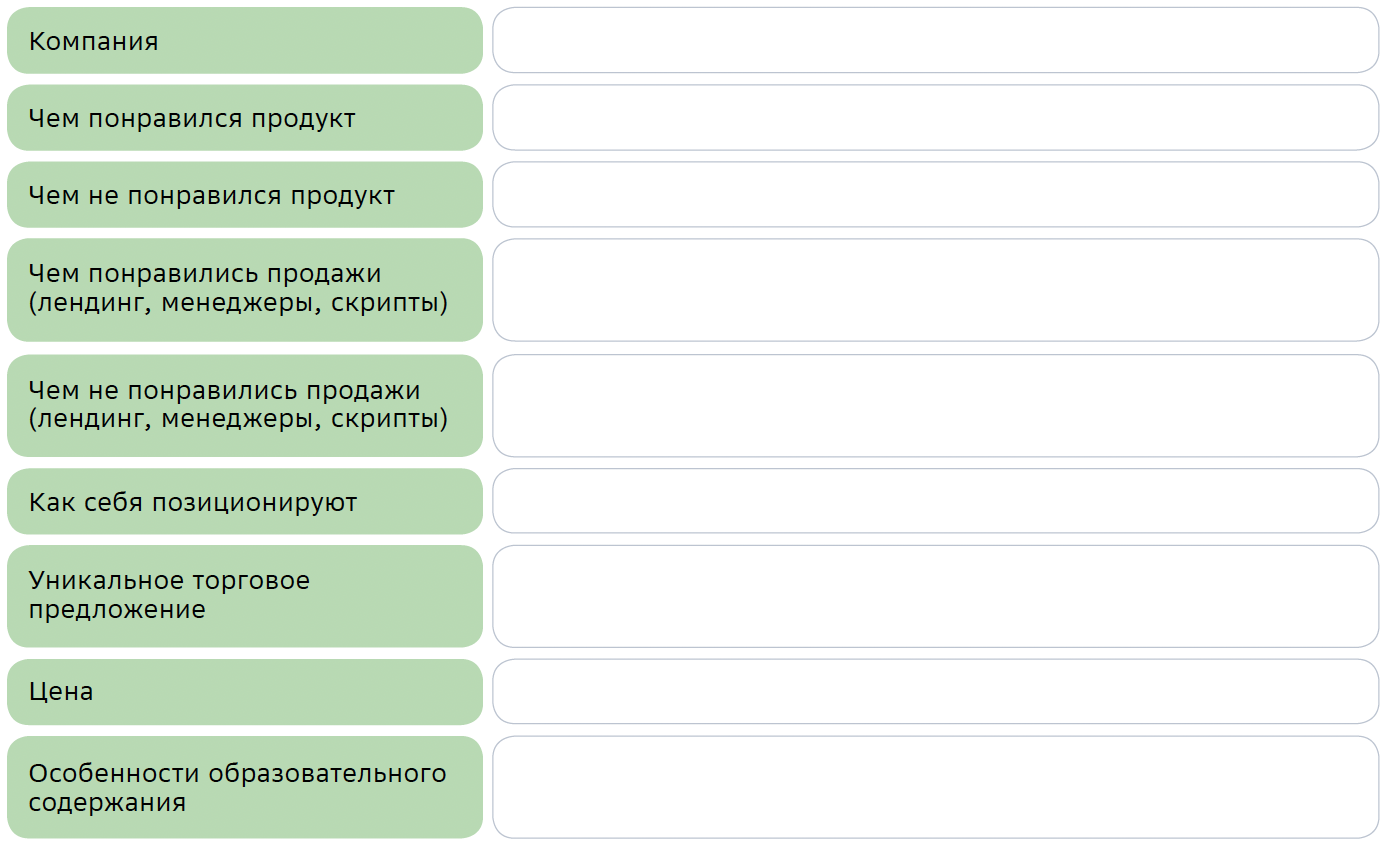 Компания
Чем понравился продукт
Чем не понравился продукт
Чем понравились продажи
(лендинг, менеджеры, скрипты)
Чем не понравились продажи
(лендинг, менеджеры, скрипты)
Как себя позиционируют
Уникальное торговое
предложение
Цена
Особенности образовательного
содержания